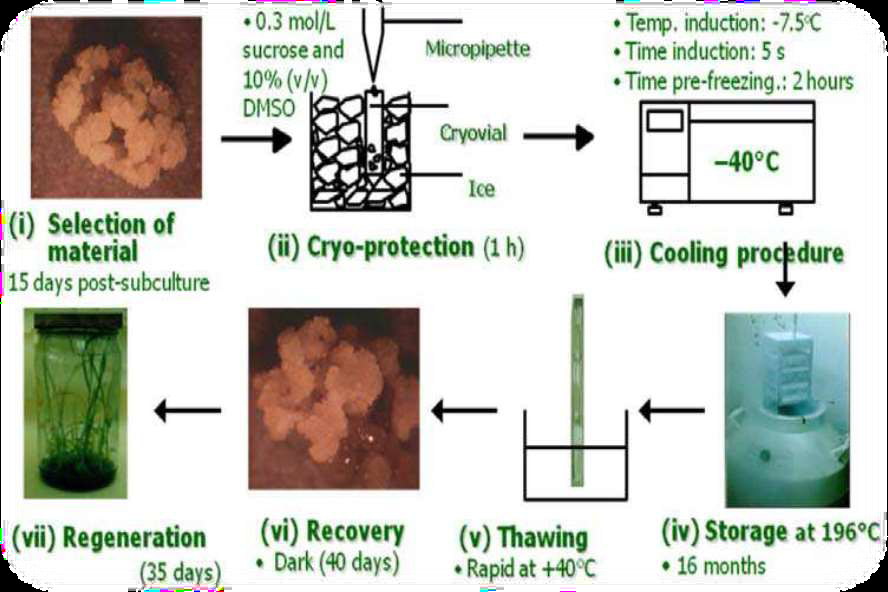 • 0.3 mol/L
sucrose and
10% (v/v)
DMSO
Micropipette
Cryovial
Ice
• Temp. induction: -7.5°C
• Time induction: 5 s
• Time pre-freezing.: 2 hours
–40°C
(i) Selection of
material
15 days post-subculture
(ii) Cryo-protection (1 h)
(iii) Cooling procedure
(vii) Regeneration
(35 days)
(vi) Recovery
• Dark (40 days)
(v) Thawing
• Rapid at +40°C
(iv) Storage at 196°C
• 16 months